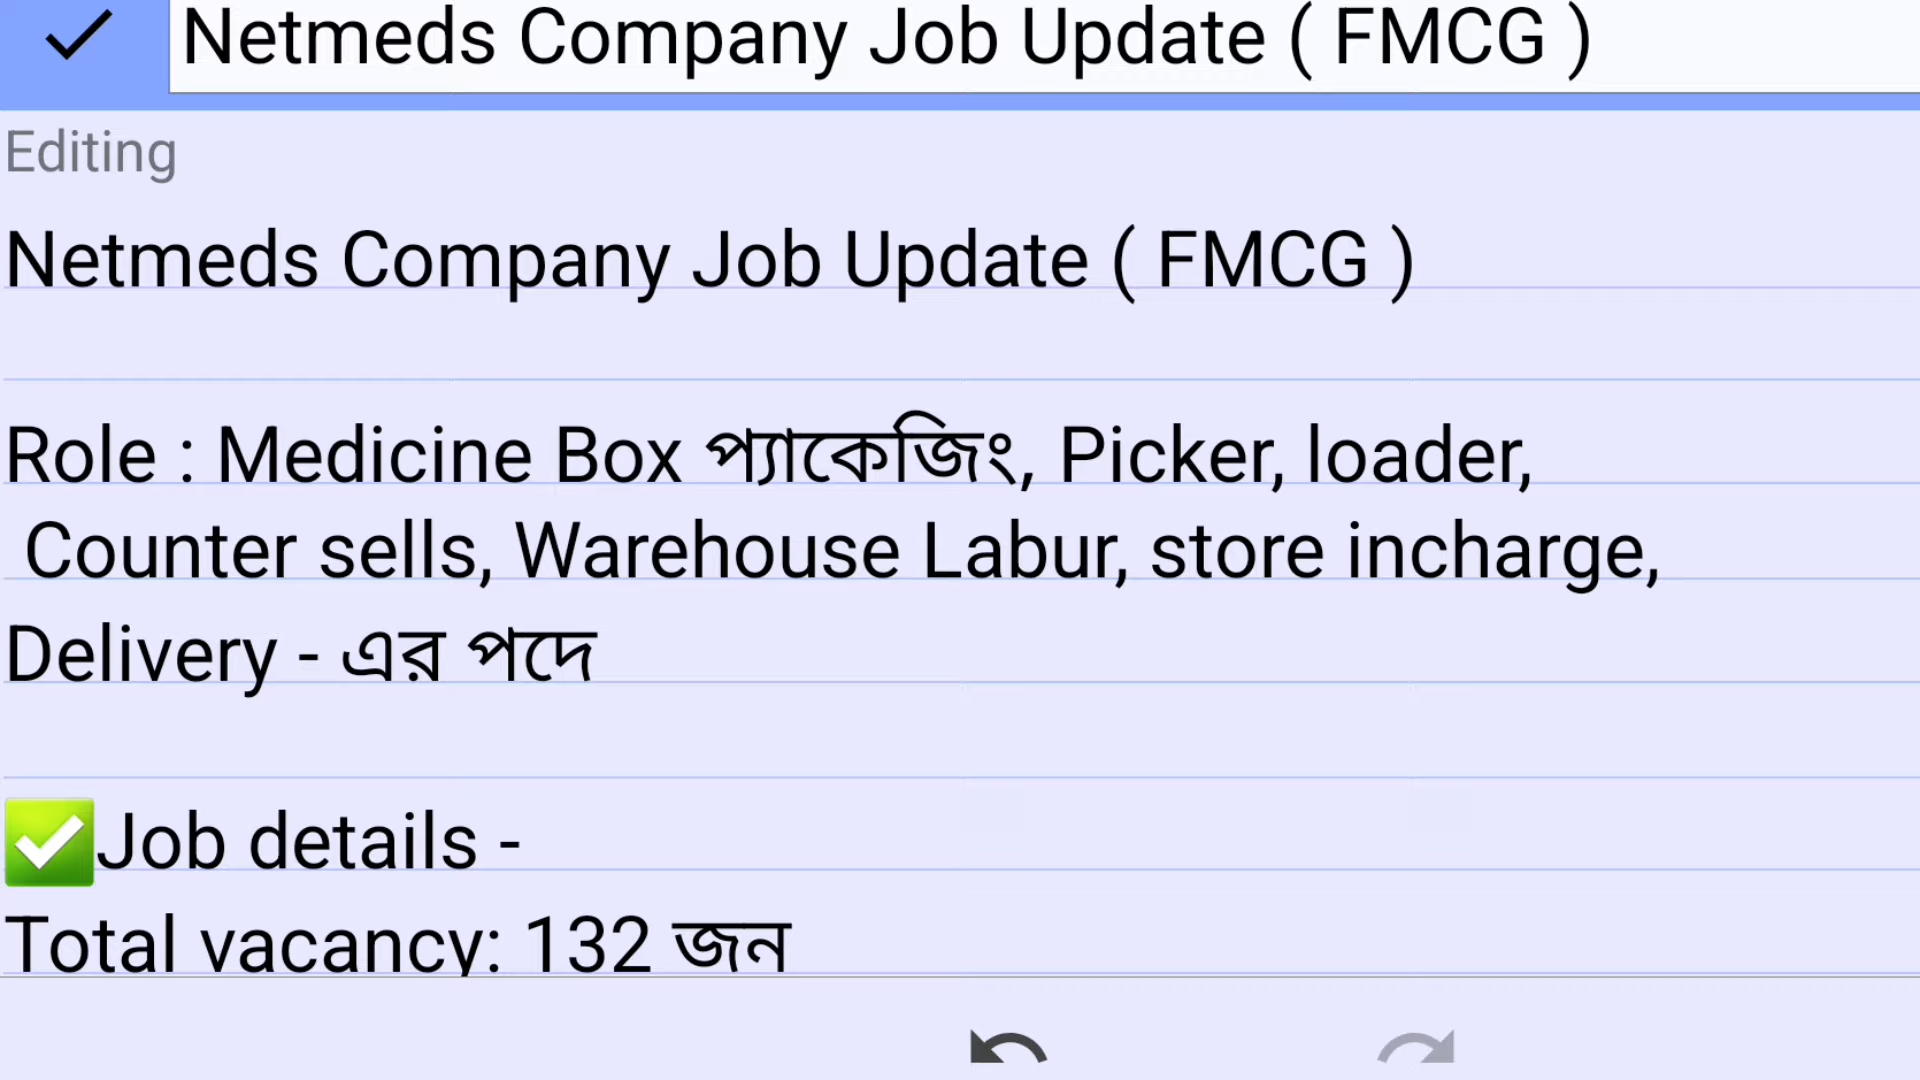 Netmeds Company Job Update ( FMCG )
Editing
Netmeds Company Job Update ( FMCG )
Role : Medicine Box প্যাকেজিং, Picker, loader,
Counter sells, Warehouse Labur, store incharge,
Delivery - এর পদে
✅Job details -
Total vacancy: 132 জন